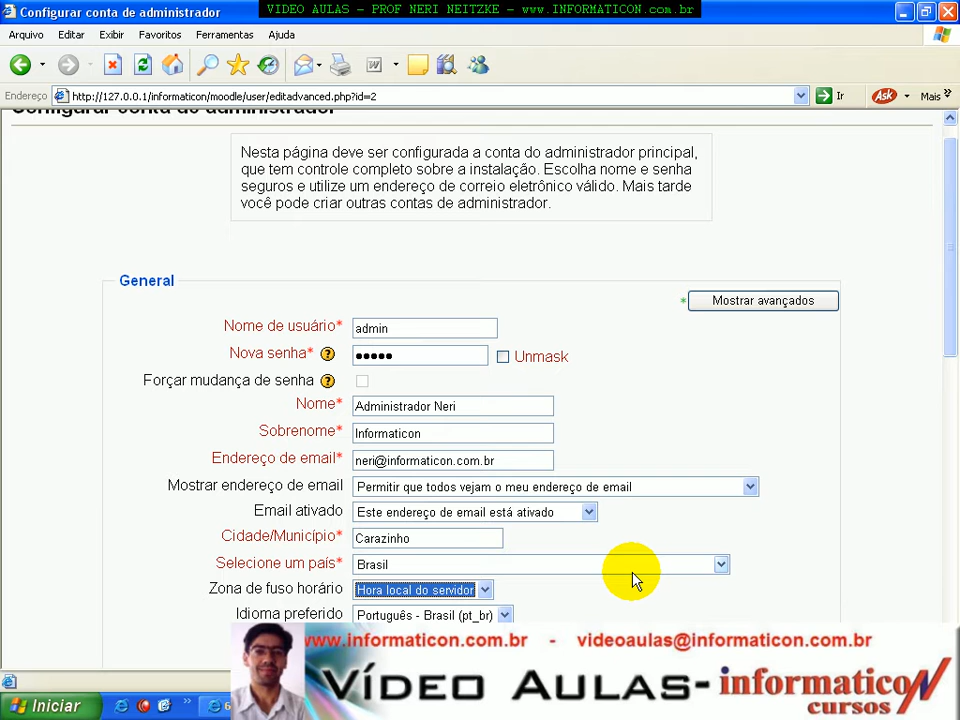 Configurar conta de administrador
VIDEO AULAS - PROF NERI NEITZKE - www.INFORMATICON.com.br
Arquivo Editar Exibir Favoritos Ferramentas Ajuda
Endereço http://127.0.0.1/informaticon/moodle/user/editadvanced.php?id=2 Ir Ask Mais
Configurar conta de administrador
Nesta página deve ser configurada a conta do administrador principal,
que tem controle completo sobre a instalação. Escolha nome e senha
seguros e utilize um endereço de correio eletrônico válido. Mais tarde
você pode criar outras contas de administrador.
General
* Mostrar avançados
Nome de usuário* admin
Nova senha* ••••• Unmask
Forçar mudança de senha
Nome* Administrador Neri
Sobrenome* Informaticon
Endereço de email* neri@informaticon.com.br
Mostrar endereço de email Permitir que todos vejam o meu endereço de email
Email ativado Este endereço de email está ativado
Cidade/Município* Carazinho
Selecione um país* Brasil
Zona de fuso horário Hora local do servidor
Idioma preferido Português - Brasil (pt_br)
www.informaticon.com.br - videoaulas@informaticon.com.br
VÍDEO AULAS- informaticon
cursos
Iniciar 6